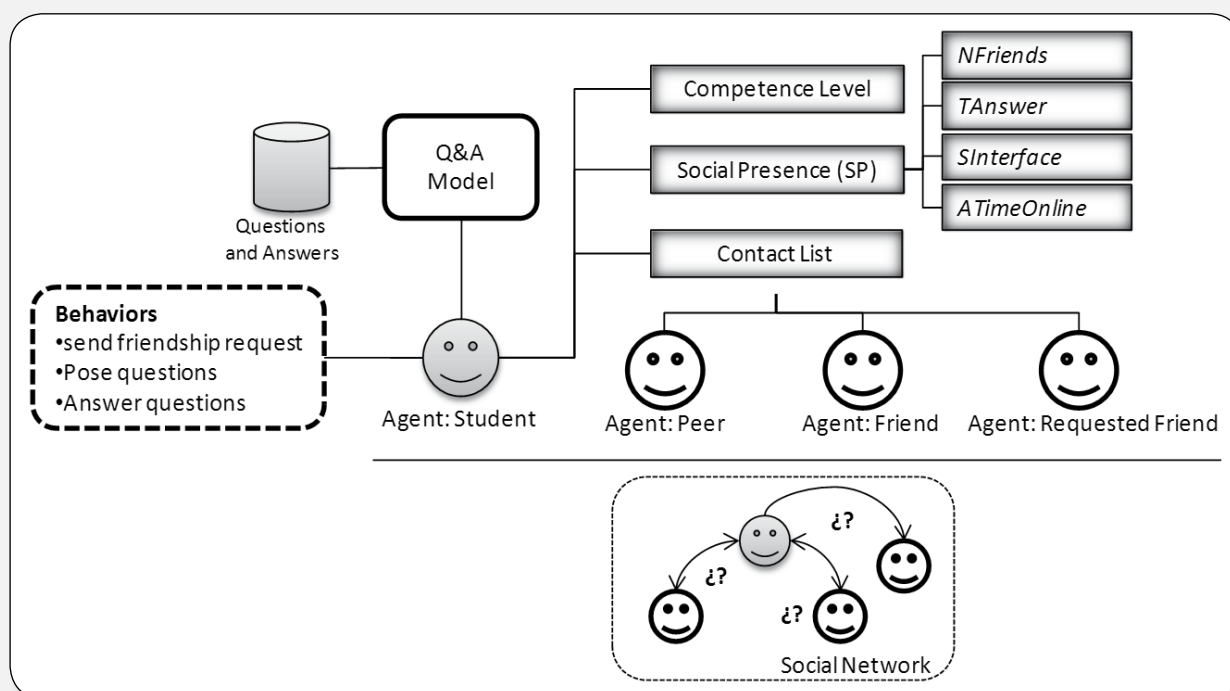 NFriends
Competence Level
TAnswer
Q&A
Model
Social Presence (SP)
SInterface
ATimeOnline
Questions
and Answers
Contact List
Behaviors
•send friendship request
•Pose questions
•Answer questions
Agent: Student
Agent: Peer
Agent: Friend
Agent: Requested Friend
¿?
¿?
¿?
Social Network